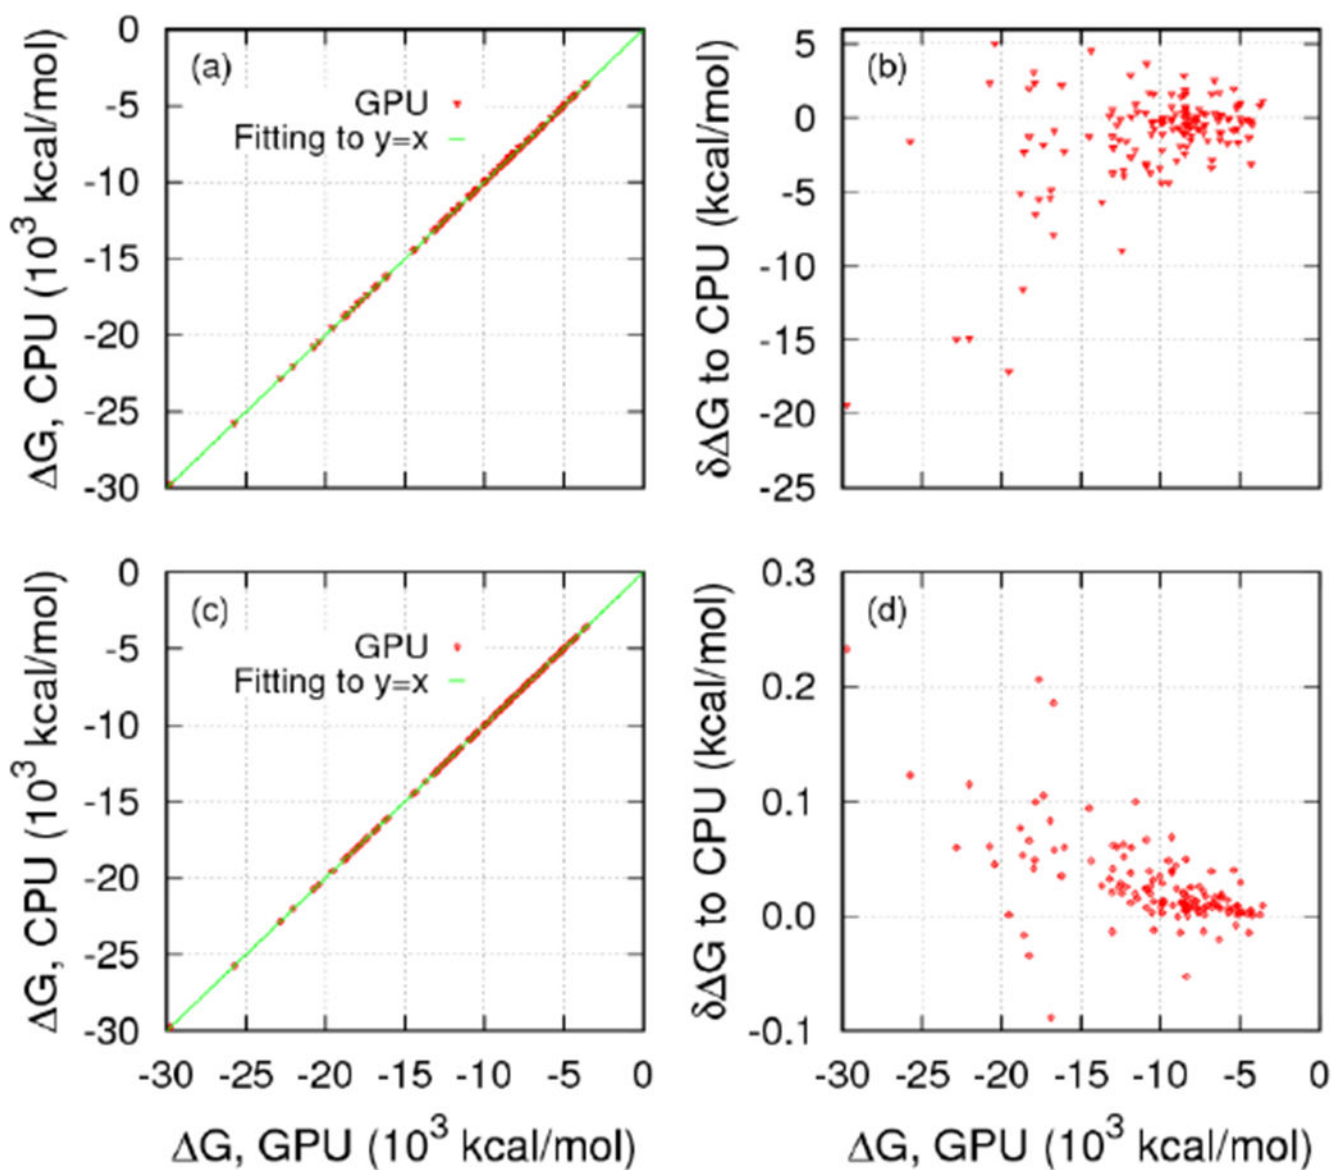 (a)
GPU
Fitting to y=x
0
-5
-10
-15
-20
-25
-30
ΔG, CPU (10³ kcal/mol)
(b)
5
0
-5
-10
-15
-20
-25
δΔG to CPU (kcal/mol)
(c)
GPU
Fitting to y=x
0
-5
-10
-15
-20
-25
-30
ΔG, CPU (10³ kcal/mol)
-30 -25 -20 -15 -10 -5 0
ΔG, GPU (10³ kcal/mol)
(d)
0.3
0.2
0.1
0.0
-0.1
δΔG to CPU (kcal/mol)
-30 -25 -20 -15 -10 -5 0
ΔG, GPU (10³ kcal/mol)